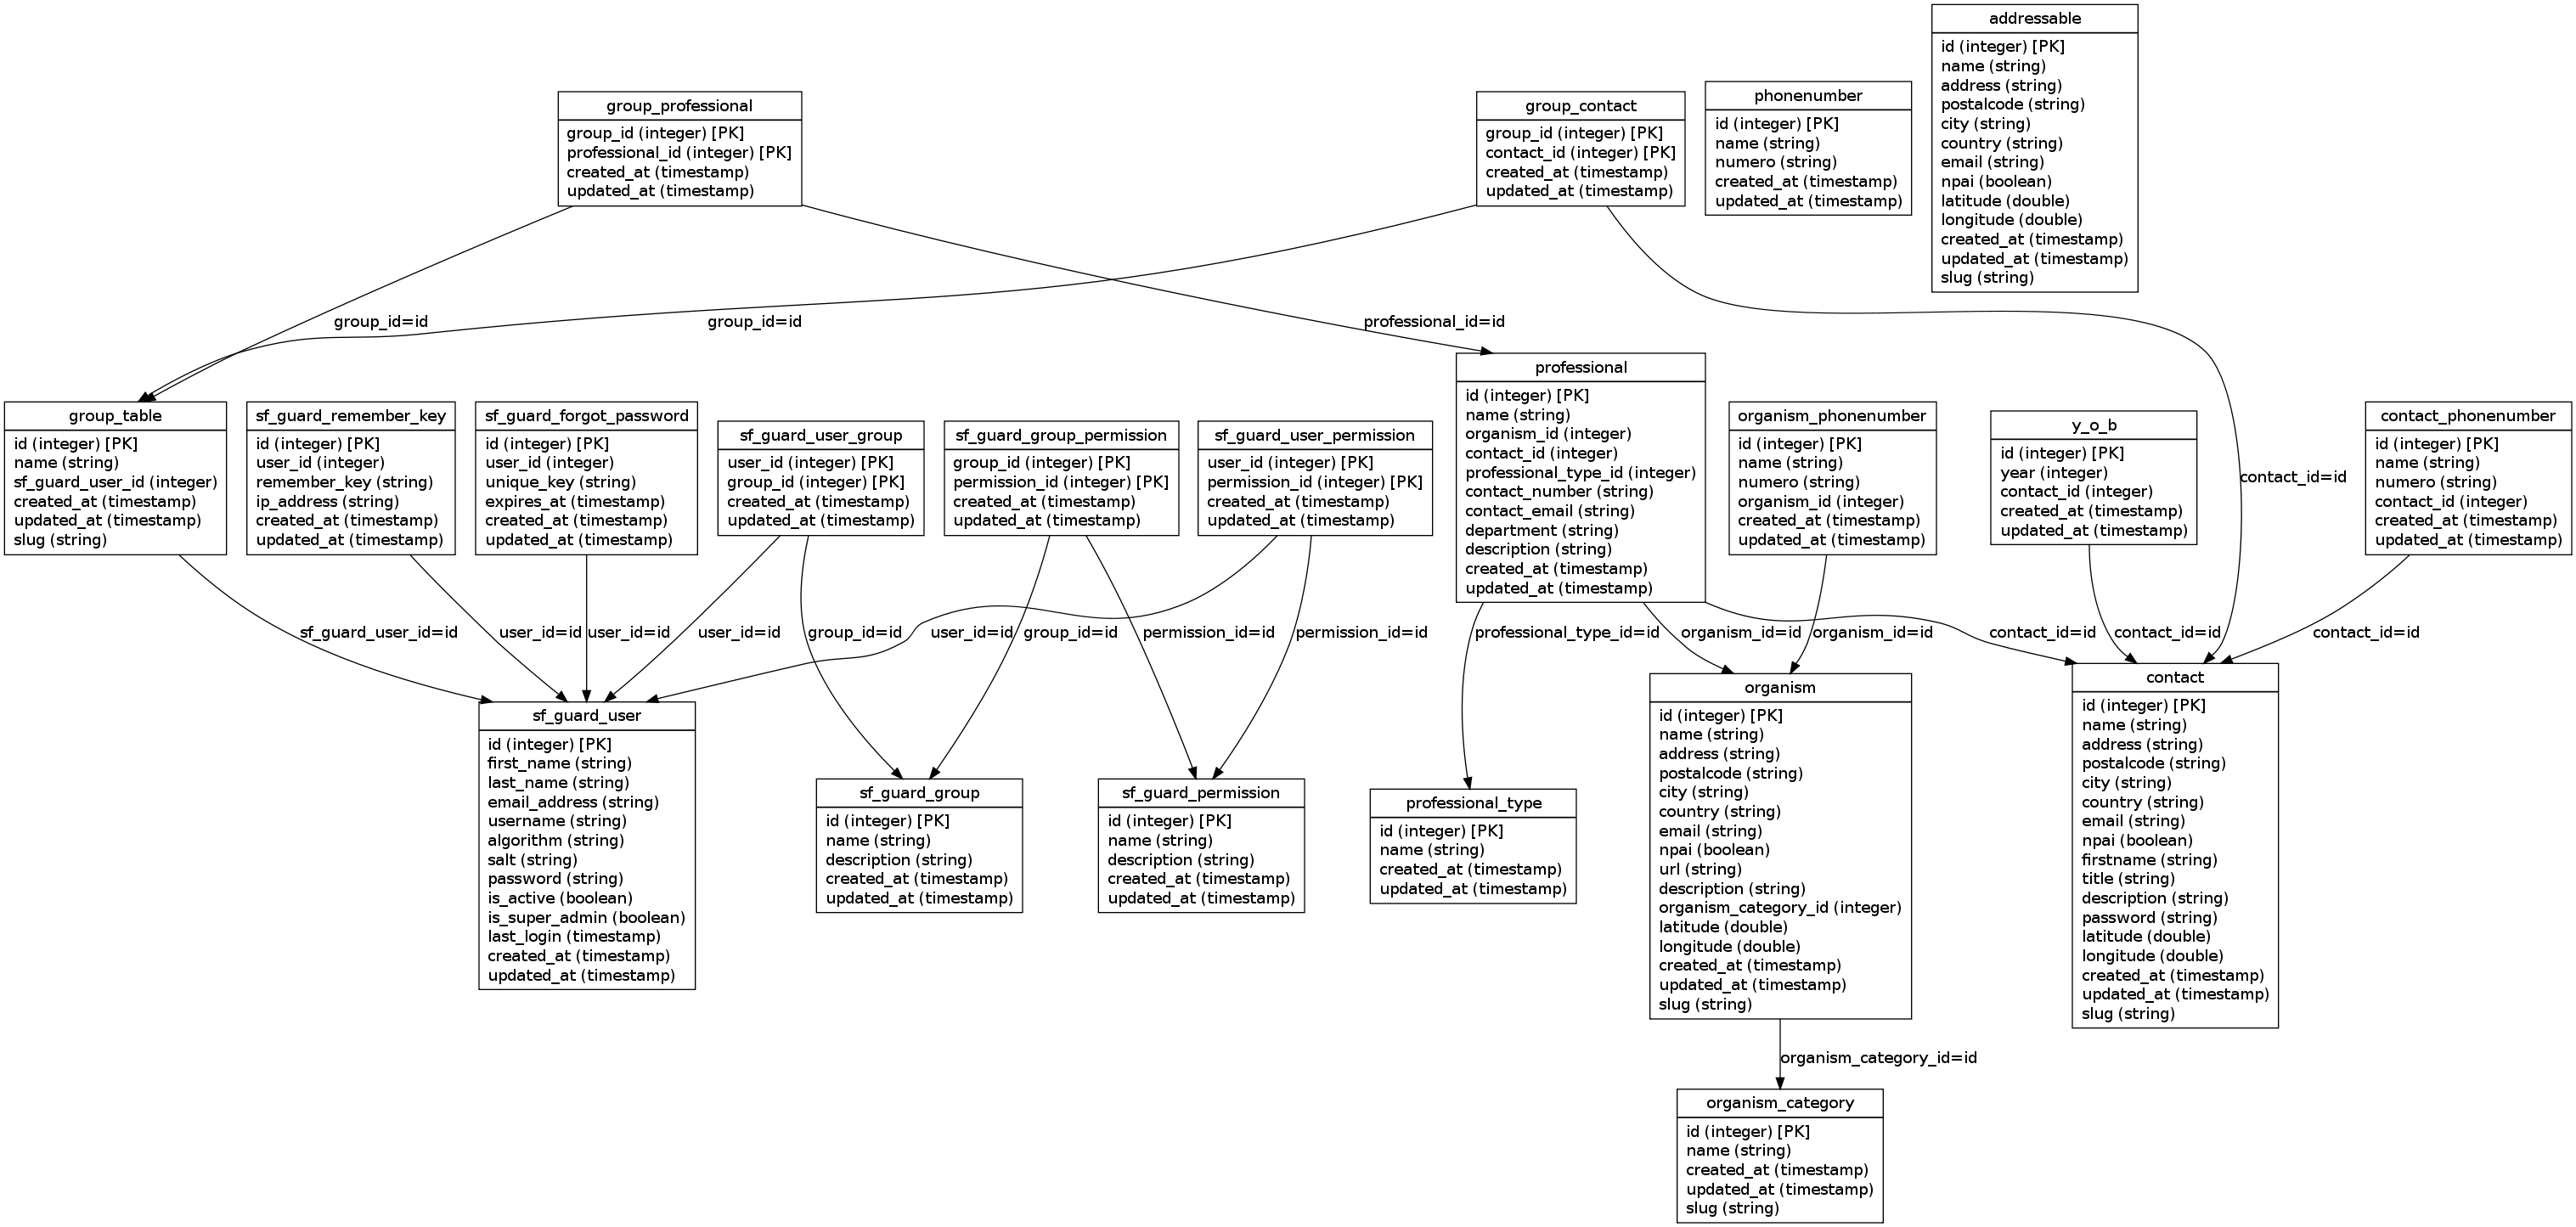 addressable
id (integer) [PK]
name (string)
address (string)
postalcode (string)
city (string)
country (string)
email (string)
npai (boolean)
latitude (double)
longitude (double)
created_at (timestamp)
updated_at (timestamp)
slug (string)
group_professional
group_id (integer) [PK]
professional_id (integer) [PK]
created_at (timestamp)
updated_at (timestamp)
group_contact
group_id (integer) [PK]
contact_id (integer) [PK]
created_at (timestamp)
updated_at (timestamp)
phonenumber
id (integer) [PK]
name (string)
numero (string)
created_at (timestamp)
updated_at (timestamp)
group_id=id
group_id=id
professional_id=id
group_table
id (integer) [PK]
name (string)
sf_guard_user_id (integer)
created_at (timestamp)
updated_at (timestamp)
slug (string)
sf_guard_remember_key
id (integer) [PK]
user_id (integer)
remember_key (string)
ip_address (string)
created_at (timestamp)
updated_at (timestamp)
sf_guard_forgot_password
id (integer) [PK]
user_id (integer)
unique_key (string)
expires_at (timestamp)
created_at (timestamp)
updated_at (timestamp)
sf_guard_user_group
user_id (integer) [PK]
group_id (integer) [PK]
created_at (timestamp)
updated_at (timestamp)
sf_guard_group_permission
group_id (integer) [PK]
permission_id (integer) [PK]
created_at (timestamp)
updated_at (timestamp)
sf_guard_user_permission
user_id (integer) [PK]
permission_id (integer) [PK]
created_at (timestamp)
updated_at (timestamp)
professional
id (integer) [PK]
name (string)
organism_id (integer)
contact_id (integer)
professional_type_id (integer)
contact_number (string)
contact_email (string)
department (string)
description (string)
created_at (timestamp)
updated_at (timestamp)
organism_phonenumber
id (integer) [PK]
name (string)
numero (string)
organism_id (integer)
created_at (timestamp)
updated_at (timestamp)
y_o_b
id (integer) [PK]
year (integer)
contact_id (integer)
created_at (timestamp)
updated_at (timestamp)
contact_id=id
contact_phonenumber
id (integer) [PK]
name (string)
numero (string)
contact_id (integer)
created_at (timestamp)
updated_at (timestamp)
sf_guard_user_id=id
user_id=id
user_id=id
user_id=id
group_id=id
user_id=id
group_id=id
permission_id=id
permission_id=id
professional_type_id=id
organism_id=id
organism_id=id
contact_id=id
contact_id=id
contact_id=id
sf_guard_user
id (integer) [PK]
first_name (string)
last_name (string)
email_address (string)
username (string)
algorithm (string)
salt (string)
password (string)
is_active (boolean)
is_super_admin (boolean)
last_login (timestamp)
created_at (timestamp)
updated_at (timestamp)
sf_guard_group
id (integer) [PK]
name (string)
description (string)
created_at (timestamp)
updated_at (timestamp)
sf_guard_permission
id (integer) [PK]
name (string)
description (string)
created_at (timestamp)
updated_at (timestamp)
professional_type
id (integer) [PK]
name (string)
created_at (timestamp)
updated_at (timestamp)
organism
id (integer) [PK]
name (string)
address (string)
postalcode (string)
city (string)
country (string)
email (string)
npai (boolean)
url (string)
description (string)
organism_category_id (integer)
latitude (double)
longitude (double)
created_at (timestamp)
updated_at (timestamp)
slug (string)
contact
id (integer) [PK]
name (string)
address (string)
postalcode (string)
city (string)
country (string)
email (string)
npai (boolean)
firstname (string)
title (string)
description (string)
password (string)
latitude (double)
longitude (double)
created_at (timestamp)
updated_at (timestamp)
slug (string)
organism_category_id=id
organism_category
id (integer) [PK]
name (string)
created_at (timestamp)
updated_at (timestamp)
slug (string)